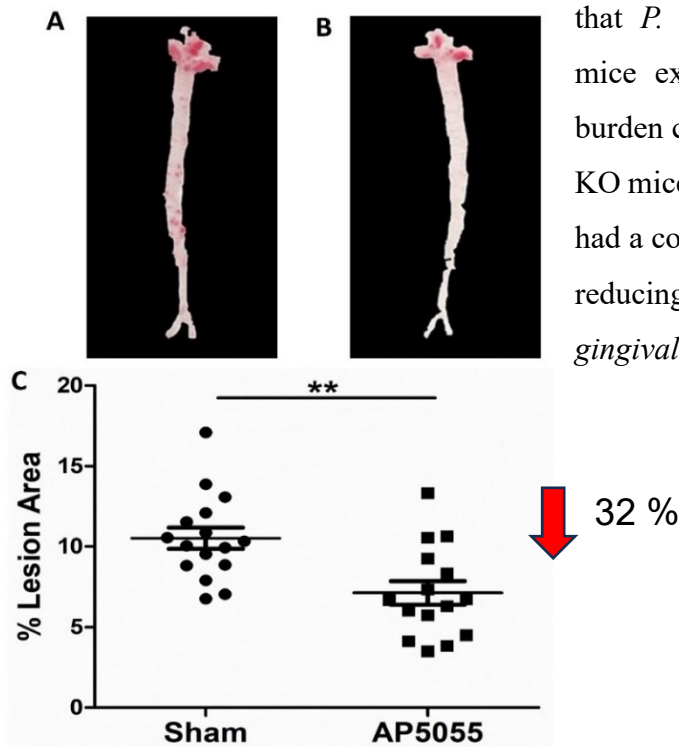 A
B
that P.
mice ex
burden c
KO mice
had a co
reducing
gingival
C
20
**
% Lesion Area
15
10
5
0
32 %
Sham
AP5055